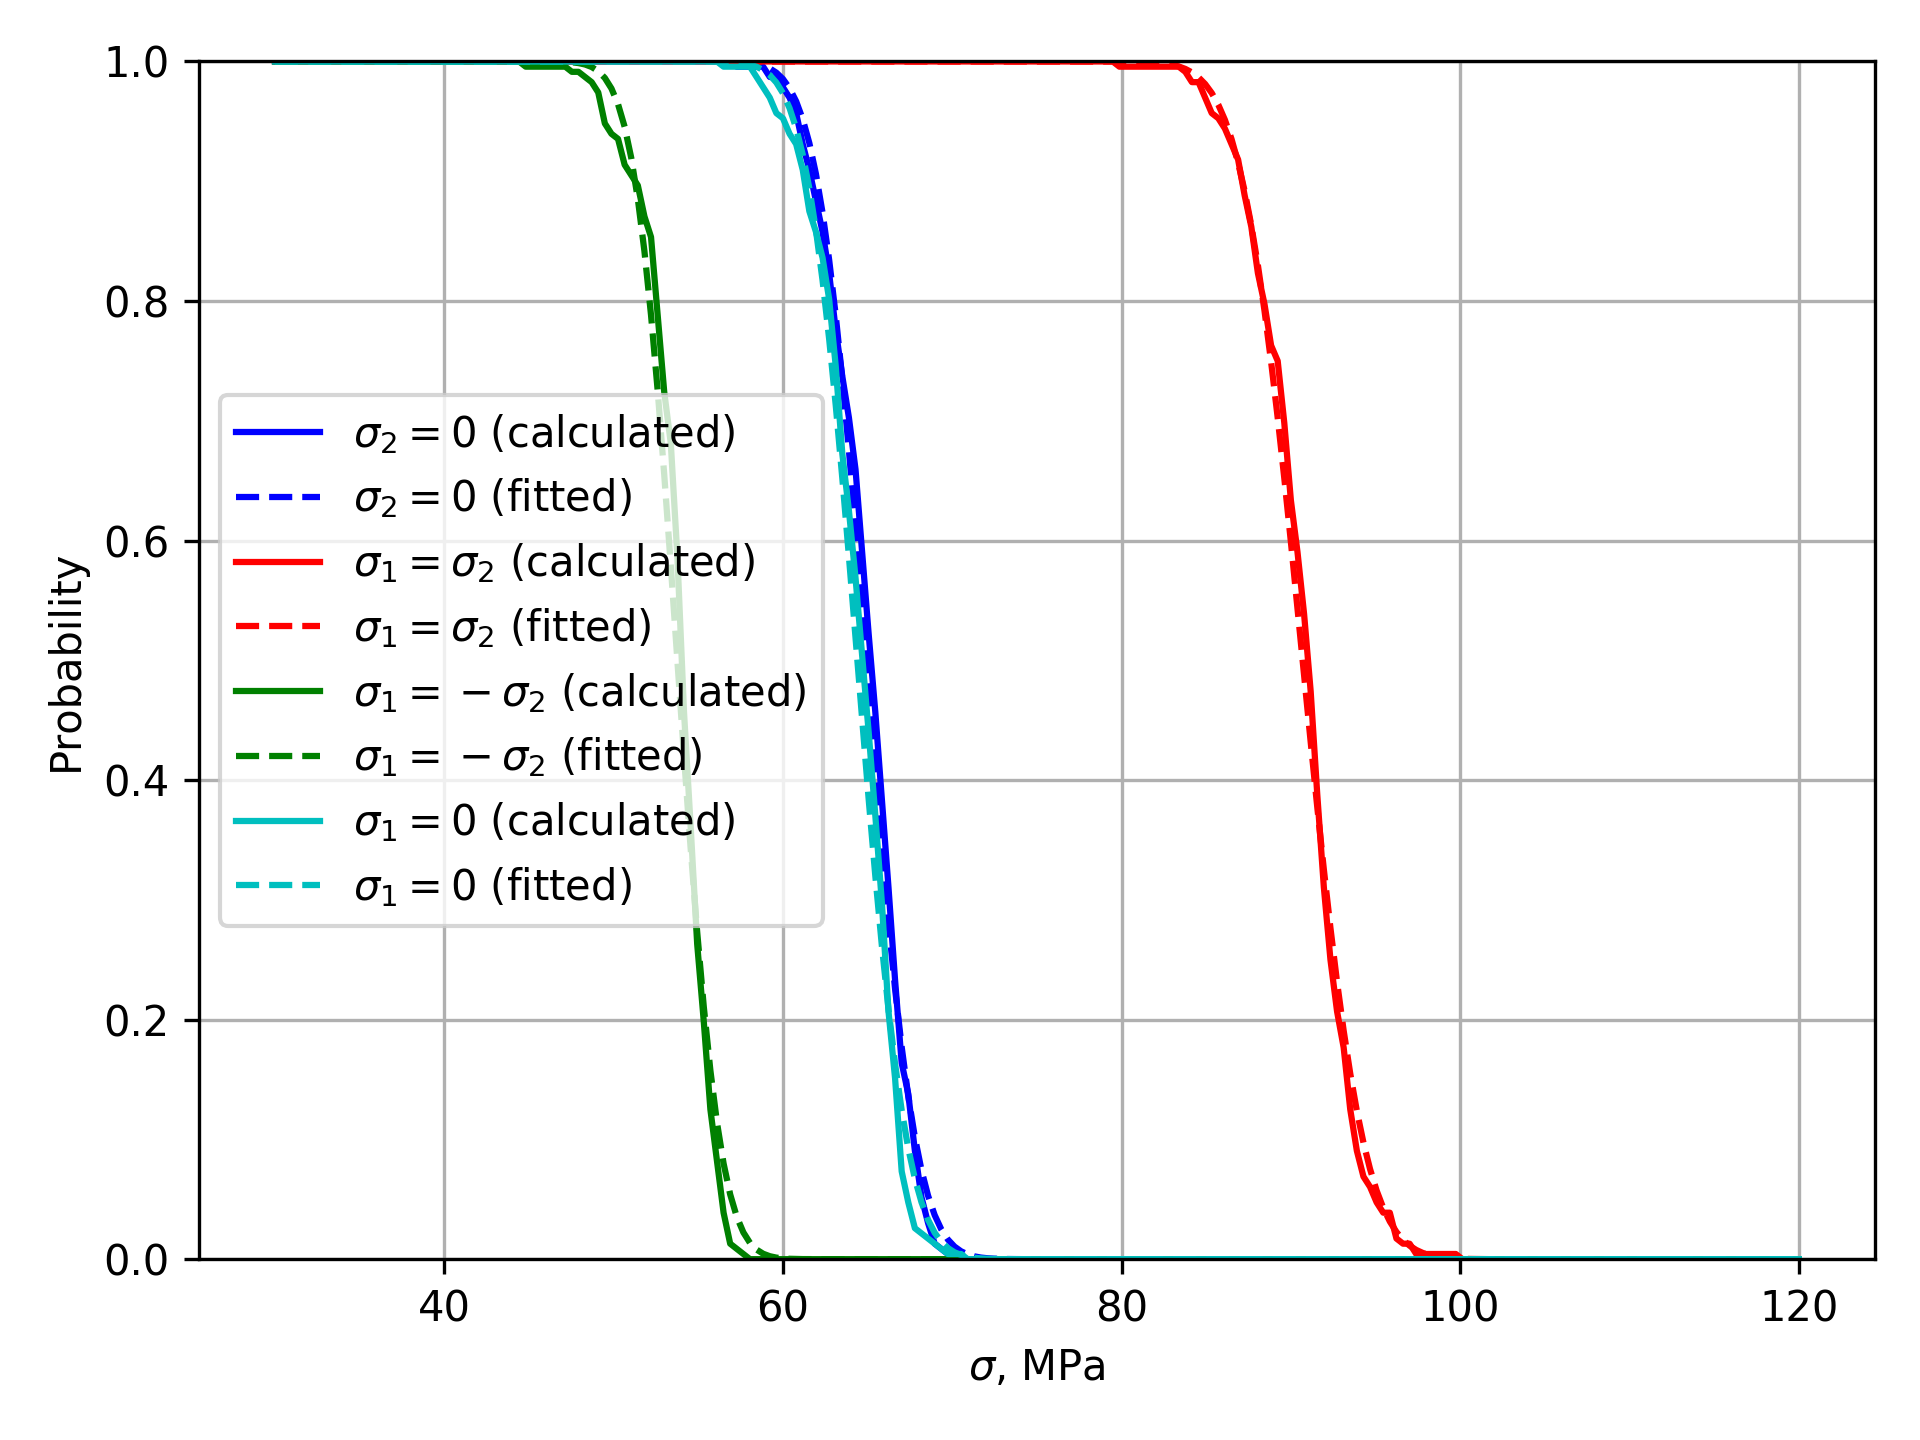 1.0
0.8
0.6
0.4
0.2
0.0
Probability
σ₂ = 0 (calculated)
σ₂ = 0 (fitted)
σ₁ = σ₂ (calculated)
σ₁ = σ₂ (fitted)
σ₁ = −σ₂ (calculated)
σ₁ = −σ₂ (fitted)
σ₁ = 0 (calculated)
σ₁ = 0 (fitted)
40 60 80 100 120
σ, MPa